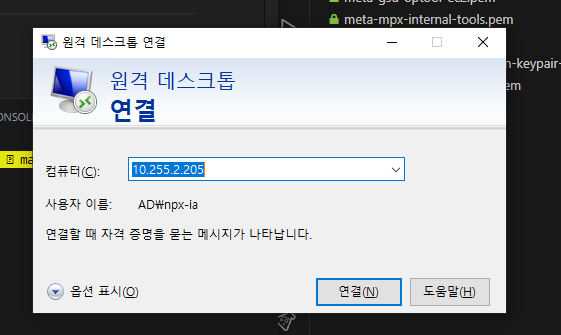 meta-mpx-internal-tools.pem
원격 데스크톱 연결
원격 데스크톱
연결
-keypair-
em
CONSOL
ma
컴퓨터(C):
10.255.2.205
사용자 이름:
AD\npx-ia
연결할 때 자격 증명을 묻는 메시지가 나타납니다.
옵션 표시(O)
연결(N)
도움말(H)